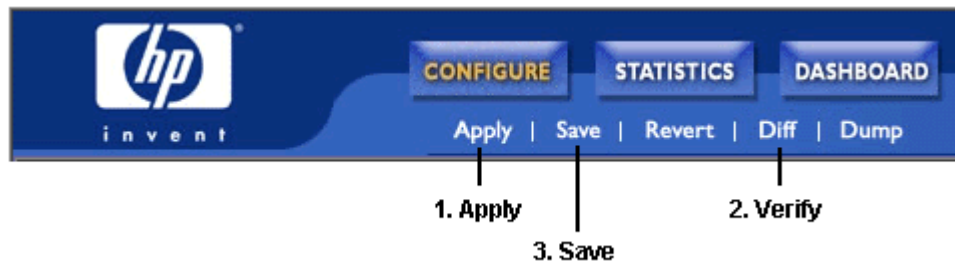 hp
invent
CONFIGURE STATISTICS DASHBOARD
Apply | Save | Revert | Diff | Dump
1. Apply 2. Verify
3. Save